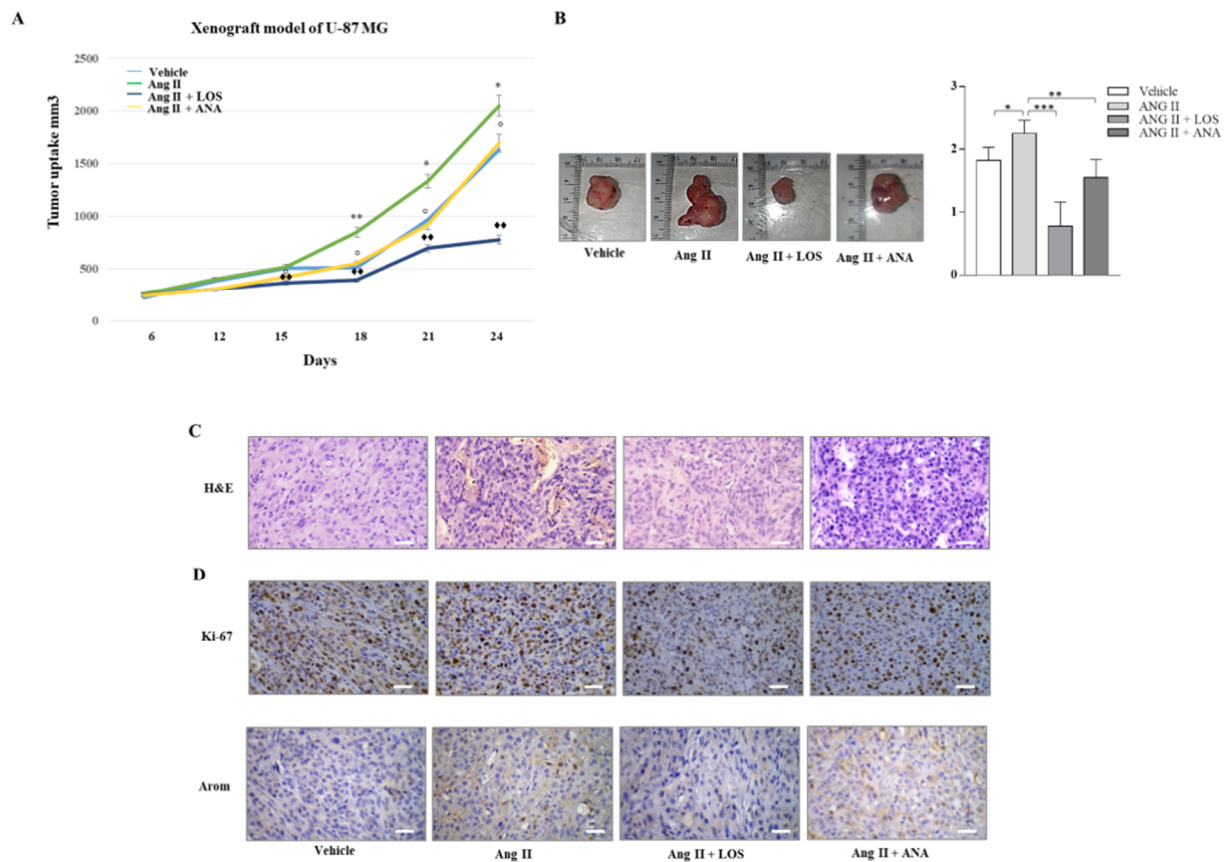 A
Xenograft model of U-87 MG
2500
2000
1500
1000
500
0
Tumor uptake mm3
Vehicle
Ang II
Ang II + LOS
Ang II + ANA
*
**
*
6
12
15
18
21
24
Days
B
Vehicle
Ang II
Ang II + LOS
Ang II + ANA
3
2
1
0
*
***
**
Vehicle
ANG II
ANG II + LOS
ANG II + ANA
C
H&E
D
Ki-67
Arom
Vehicle
Ang II
Ang II + LOS
Ang II + ANA